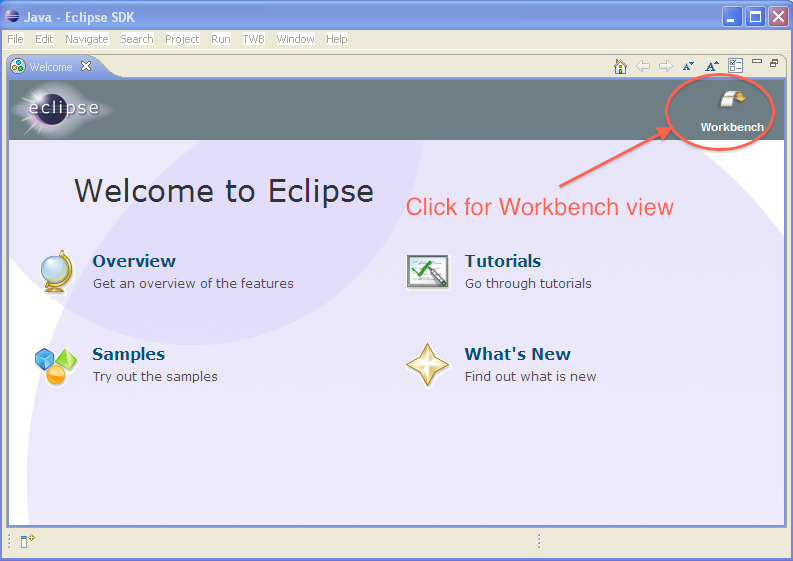 Java - Eclipse SDK
File Edit Navigate Search Project Run TWB Window Help
Welcome
A A
eclipse
Workbench
Welcome to Eclipse
Click for Workbench view
Overview
Get an overview of the features
Tutorials
Go through tutorials
Samples
Try out the samples
What's New
Find out what is new